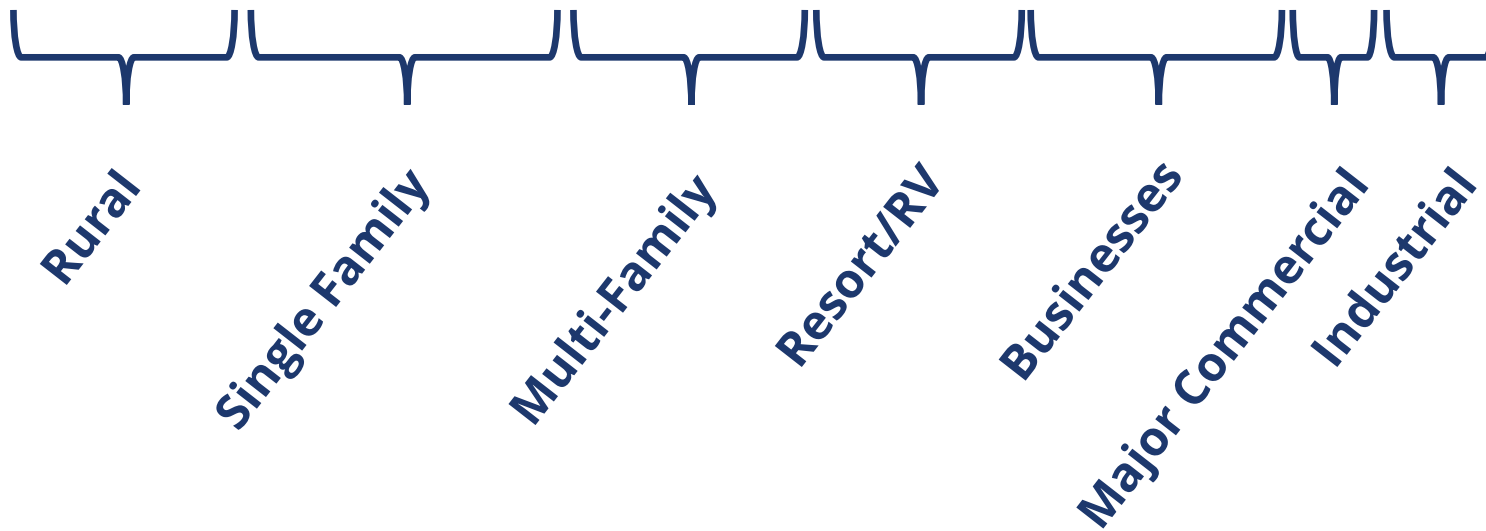 Rural
Single Family
Multi-Family
Resort/RV
Businesses
Major Commercial
Industrial